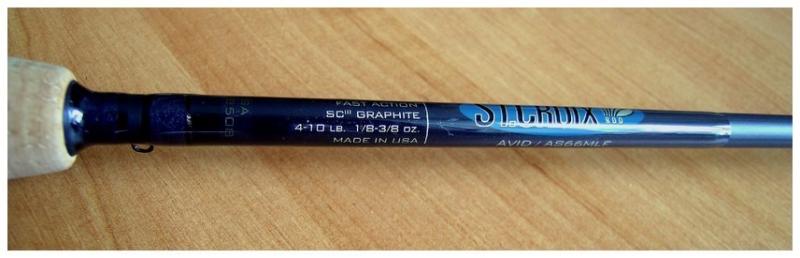 FAST ACTION
SCIII GRAPHITE
4-10 LB. 1/8-3/8 OZ.
MADE IN USA
ST.CROIX
ROD
AVID / AS66MLF